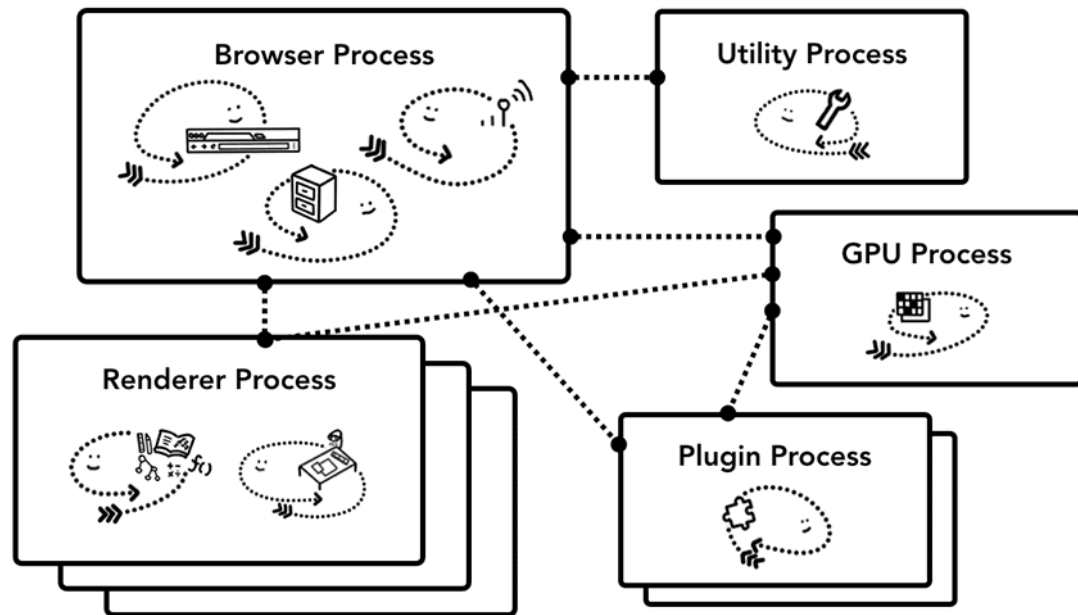 Browser Process
Utility Process
GPU Process
Renderer Process
f()
Plugin Process